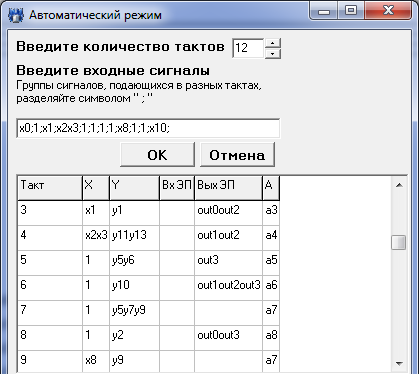 Автоматический режим
Введите количество тактов 12
Введите входные сигналы
Группы сигналов, подающихся в разных тактах,
разделяйте символом " ; "
x0;1;x1;x2x3;1;1;1;1;x8;1;1;x10;
OK Отмена
Такт X Y Вх ЭП Вых ЭП A
3 x1 y1 out0out2 a3
4 x2x3 y11y13 out1out2 a4
5 1 y5y6 out3 a5
6 1 y10 out1out2out3 a6
7 1 y5y7y9 a7
8 1 y2 out0out3 a8
9 x8 y9 a7